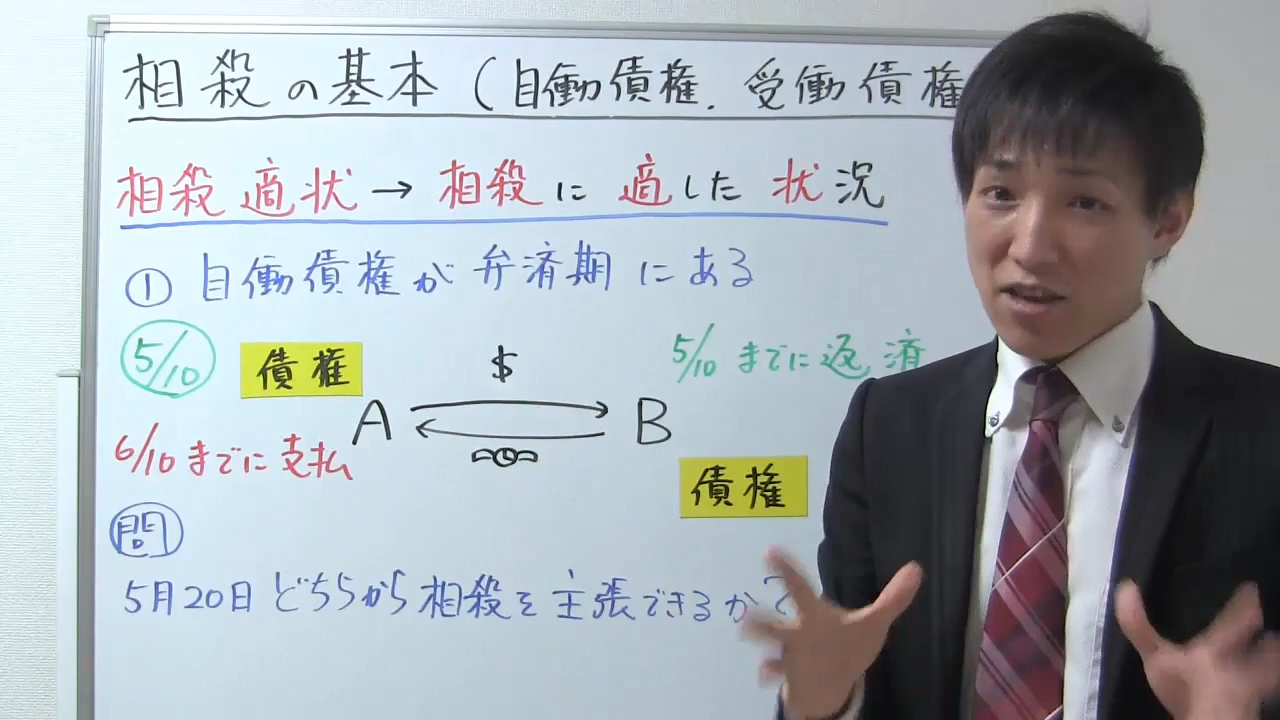 相殺の基本(自働債権、受働債権
相殺適状→相殺に適した状況
① 自働債権が弁済期にある
5/10
債権
$
5/10 までに返済
A
B
6/10までに支払
債権
問
5月20日どちらから相殺を主張できるか?